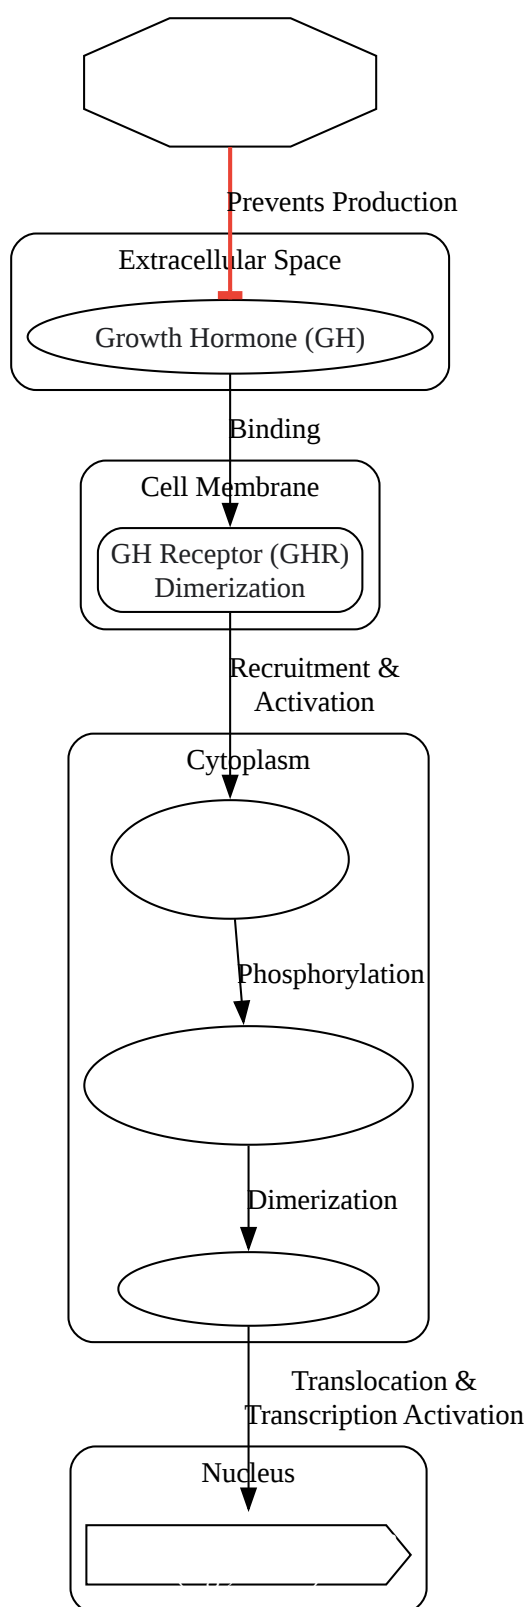 Prevents Production
Extracellular Space
Growth Hormone (GH)
Binding
Cell Membrane
GH Receptor (GHR)
Dimerization
Recruitment &
Activation
Cytoplasm
Phosphorylation
Dimerization
Translocation &
Transcription Activation
Nucleus